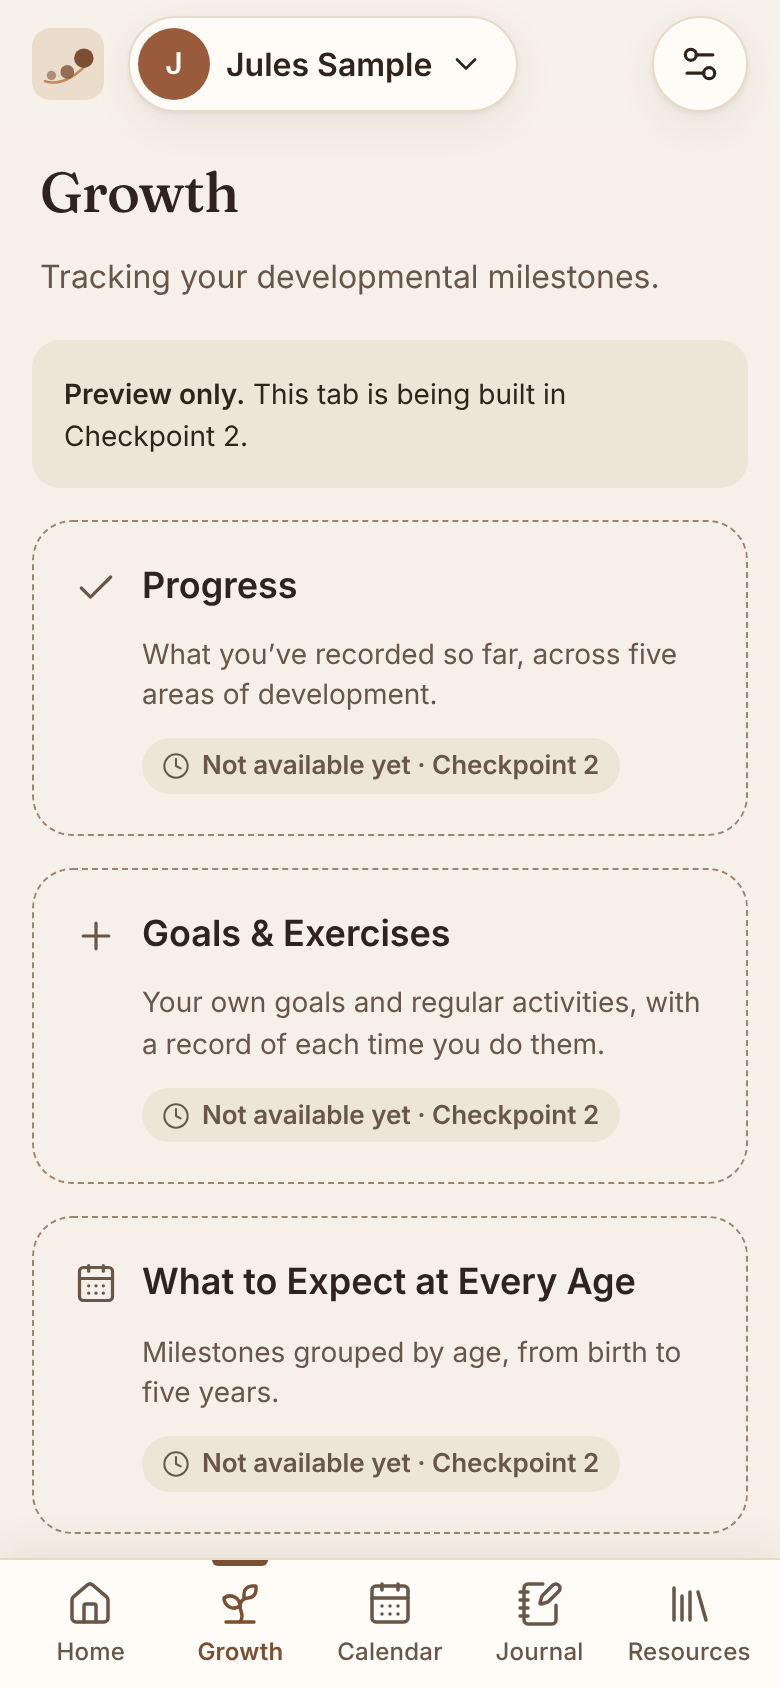 J
Jules Sample
Growth
Tracking your developmental milestones.
Preview only. This tab is being built in
Checkpoint 2.
Progress
What you’ve recorded so far, across five
areas of development.
Not available yet · Checkpoint 2
Goals & Exercises
Your own goals and regular activities, with
a record of each time you do them.
Not available yet · Checkpoint 2
What to Expect at Every Age
Milestones grouped by age, from birth to
five years.
Not available yet · Checkpoint 2
Home
Growth
Calendar
Journal
Resources